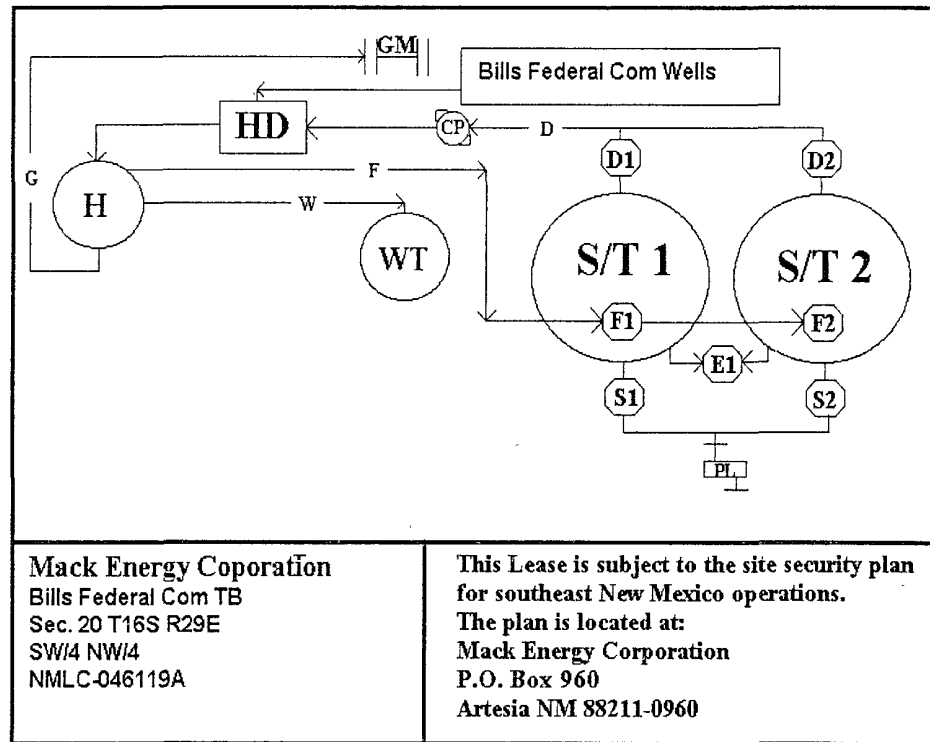 GM
Bills Federal Com Wells
HD
CP
D
D1
D2
G
F
H
W
WT
S/T 1
S/T 2
F1
F2
E1
S1
S2
PL
Mack Energy Coporation
Bills Federal Com TB
Sec. 20 T16S R29E
SW/4 NW/4
NMLC-046119A
This Lease is subject to the site security plan
for southeast New Mexico operations.
The plan is located at:
Mack Energy Corporation
P.O. Box 960
Artesia NM 88211-0960